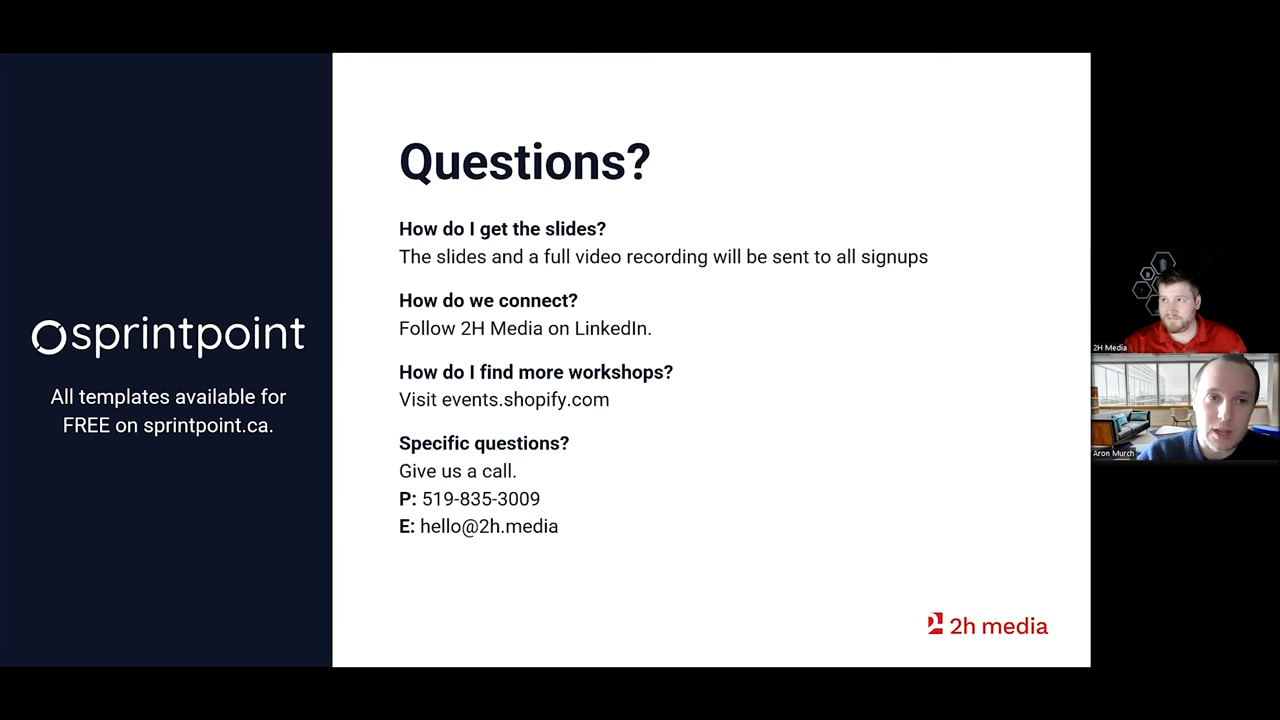 Questions?
How do I get the slides?
The slides and a full video recording will be sent to all signups
How do we connect?
Follow 2H Media on LinkedIn.
How do I find more workshops?
Visit events.shopify.com
Specific questions?
Give us a call.
P: 519-835-3009
E: hello@2h.media
sprintpoint
All templates available for
FREE on sprintpoint.ca.
2h media
2H Media
Aron Murch